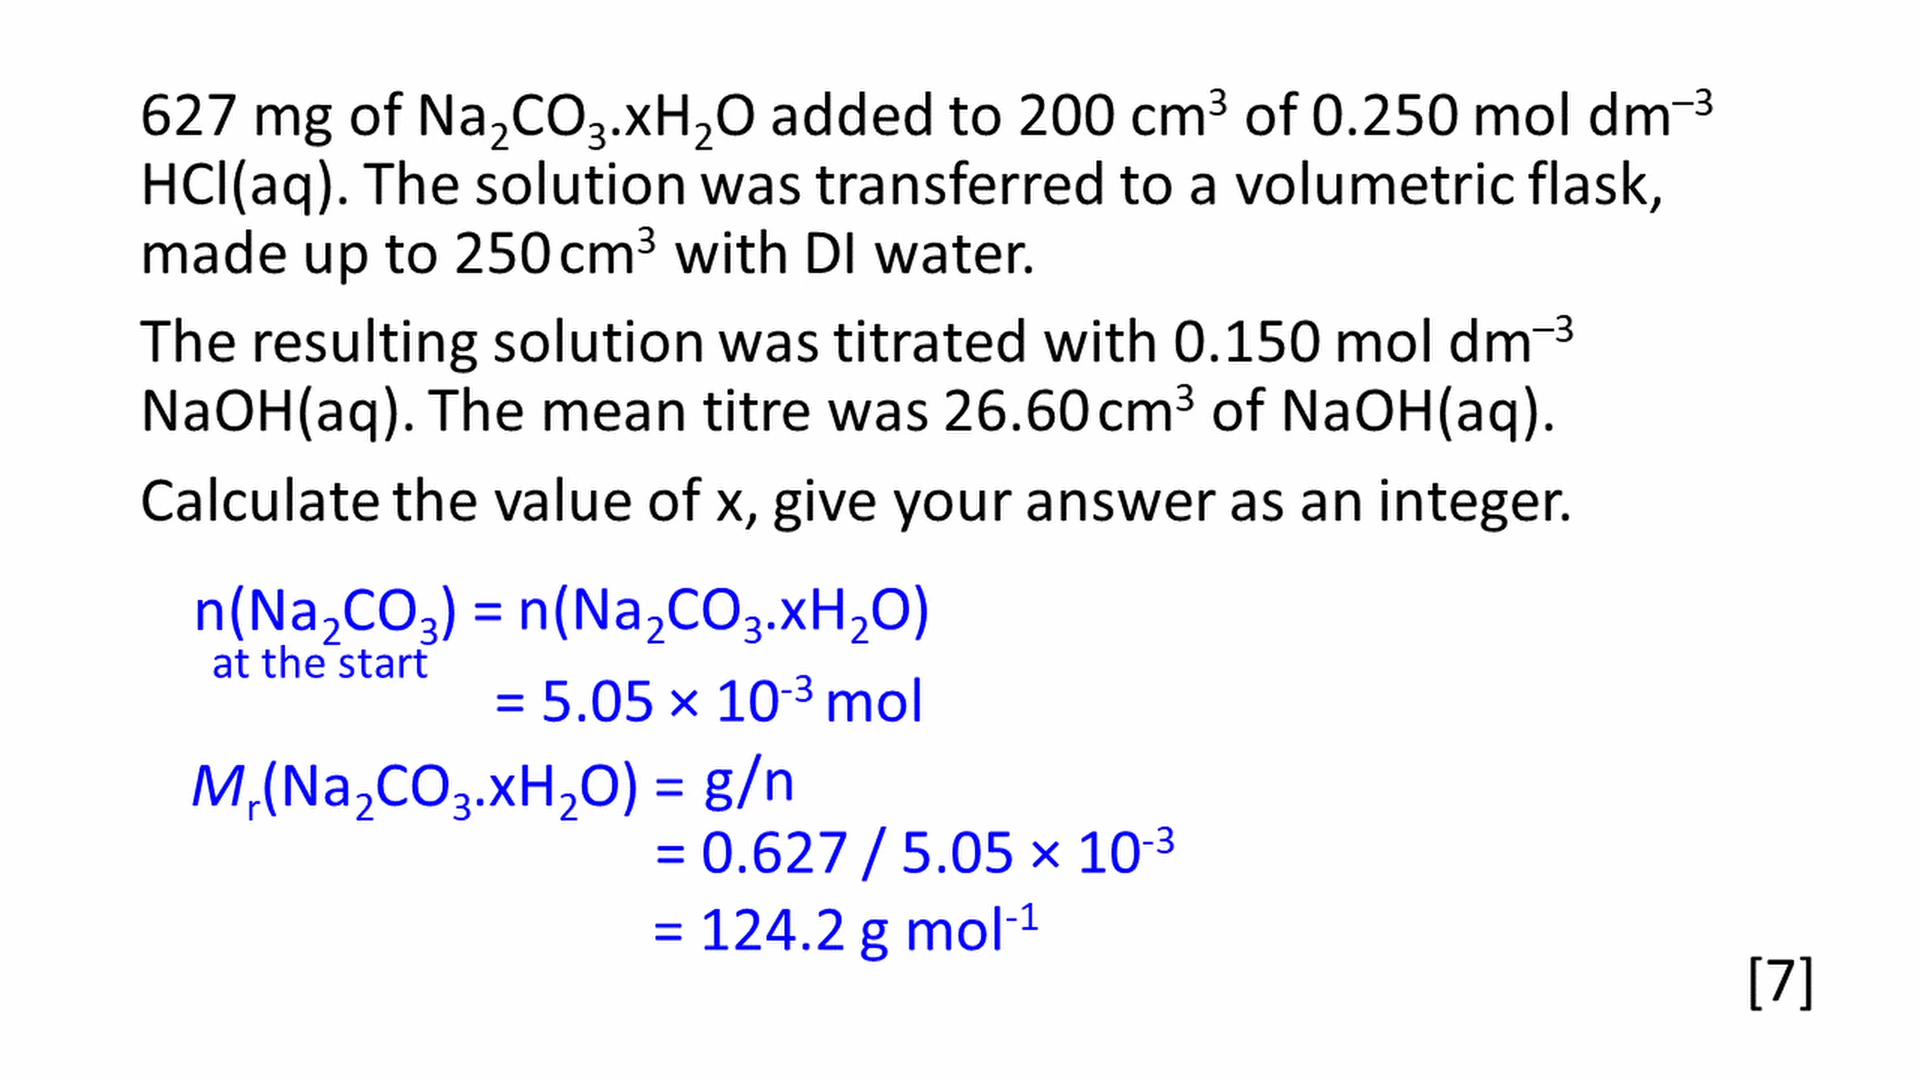 627 mg of Na₂CO₃.xH₂O added to 200 cm³ of 0.250 mol dm⁻³
HCl(aq). The solution was transferred to a volumetric flask,
made up to 250 cm³ with DI water.
The resulting solution was titrated with 0.150 mol dm⁻³
NaOH(aq). The mean titre was 26.60 cm³ of NaOH(aq).
Calculate the value of x, give your answer as an integer.
n(Na₂CO₃) = n(Na₂CO₃.xH₂O)
at the start
= 5.05 × 10⁻³ mol
Mᵣ(Na₂CO₃.xH₂O) = g/n
= 0.627 / 5.05 × 10⁻³
= 124.2 g mol⁻¹
[7]